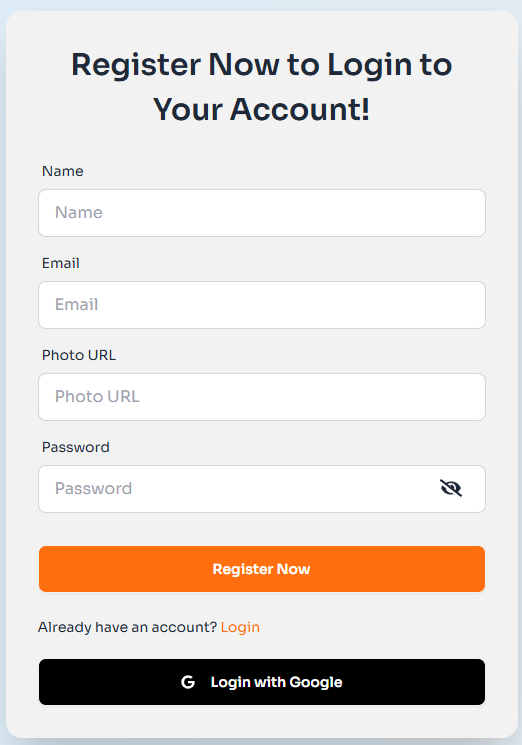 Register Now to Login to
Your Account!
Name
Name
Email
Email
Photo URL
Photo URL
Password
Password
Register Now
Already have an account? Login
G Login with Google